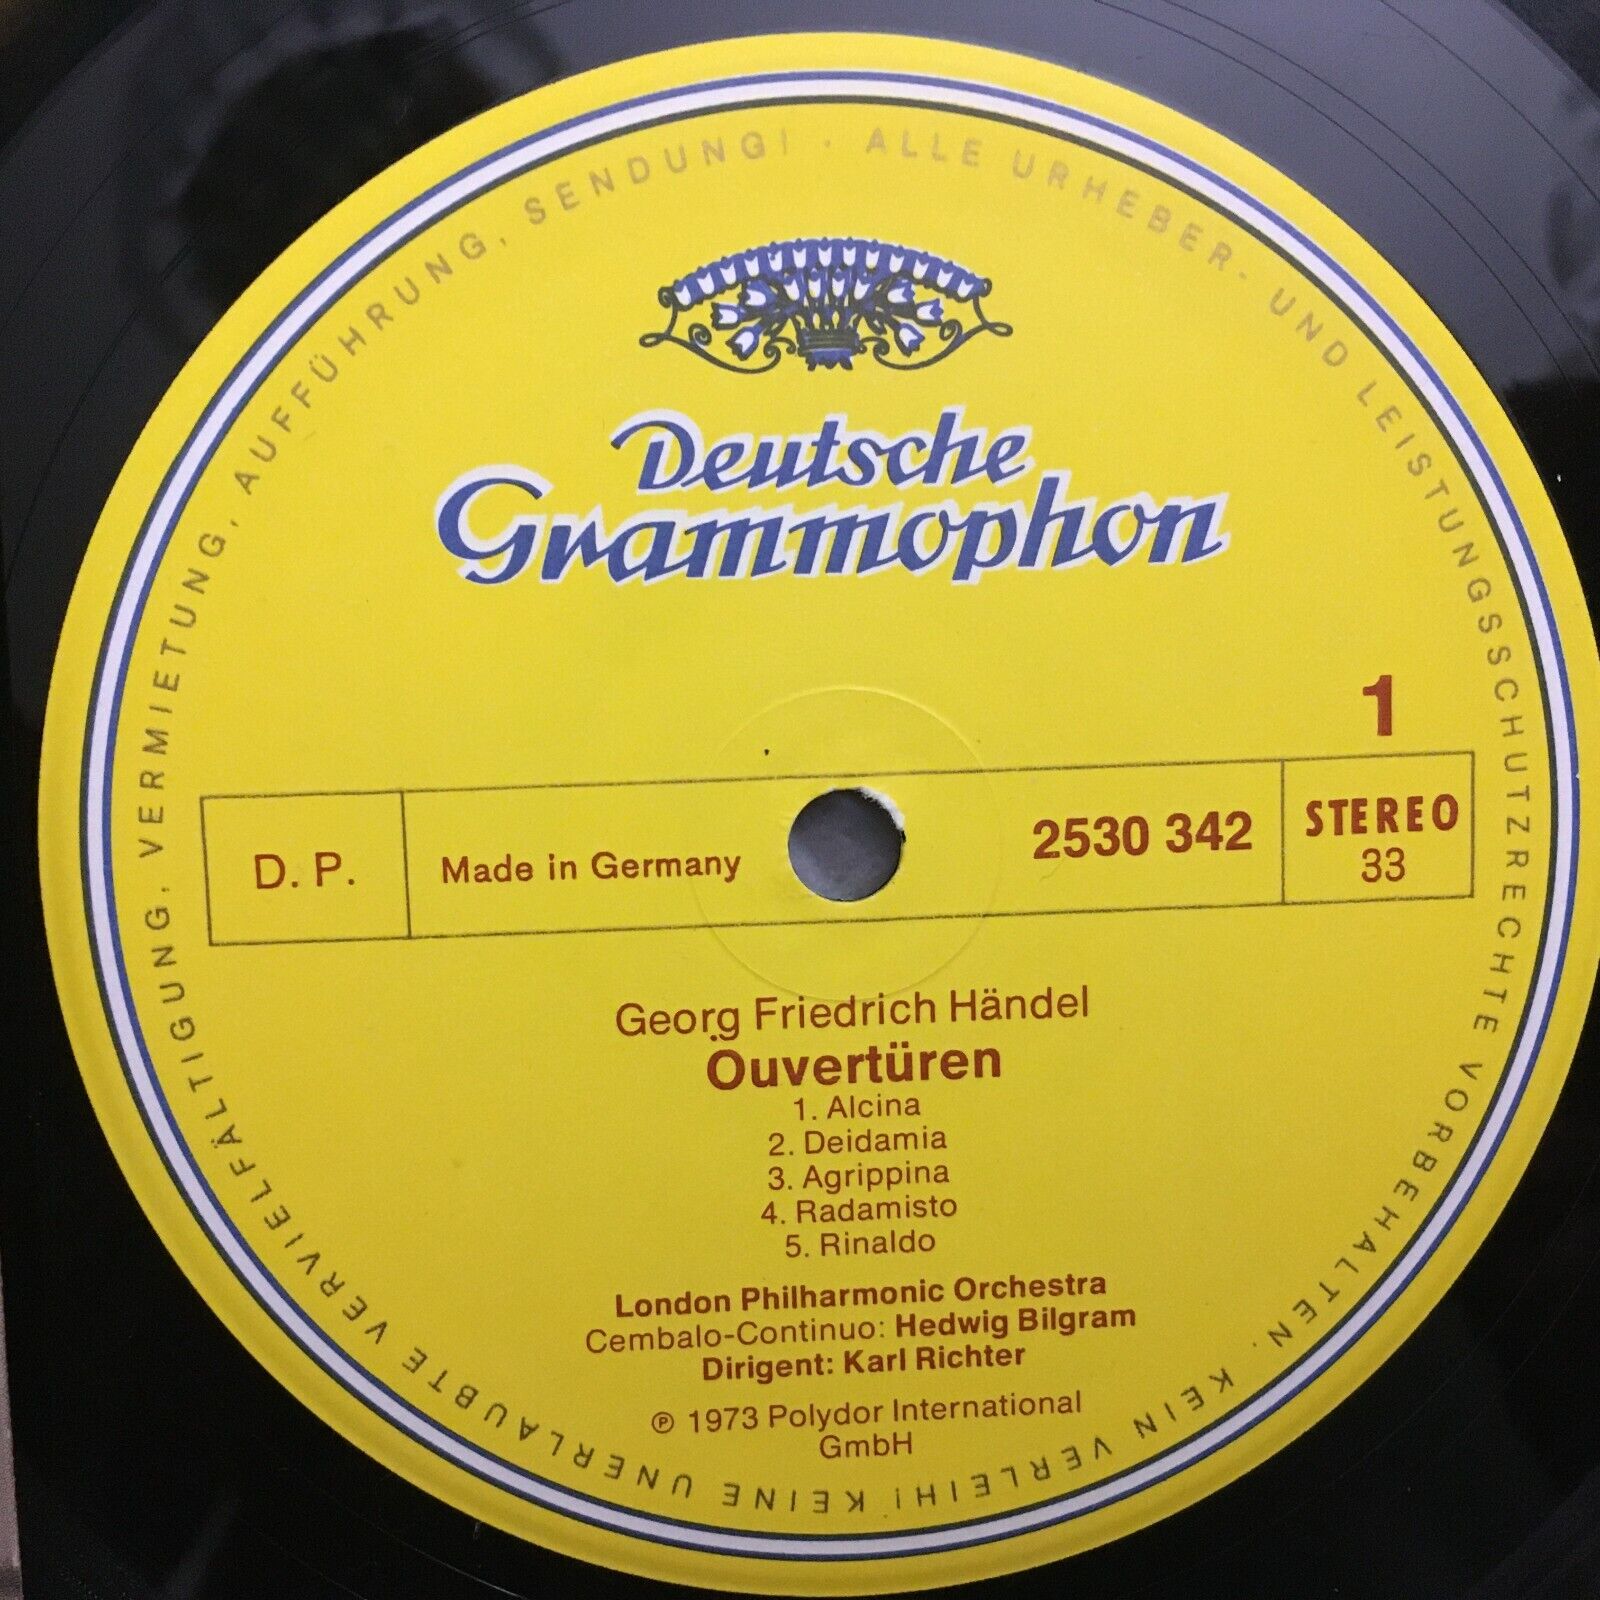 ALLE URHEBER- UND LEISTUNGSSCHUTZRECHTE VORBEHALTEN. KEIN VERLEIH! KEINE UNERLAUBTE VERVIELFÄLTIGUNG, VERMIETUNG, AUFFÜHRUNG, SENDUNG! ·
Deutsche
Grammophon
1
D. P.
Made in Germany
2530 342
STEREO
33
Georg Friedrich Händel
Ouvertüren
1. Alcina
2. Deidamia
3. Agrippina
4. Radamisto
5. Rinaldo
London Philharmonic Orchestra
Cembalo-Continuo: Hedwig Bilgram
Dirigent: Karl Richter
℗ 1973 Polydor International
GmbH